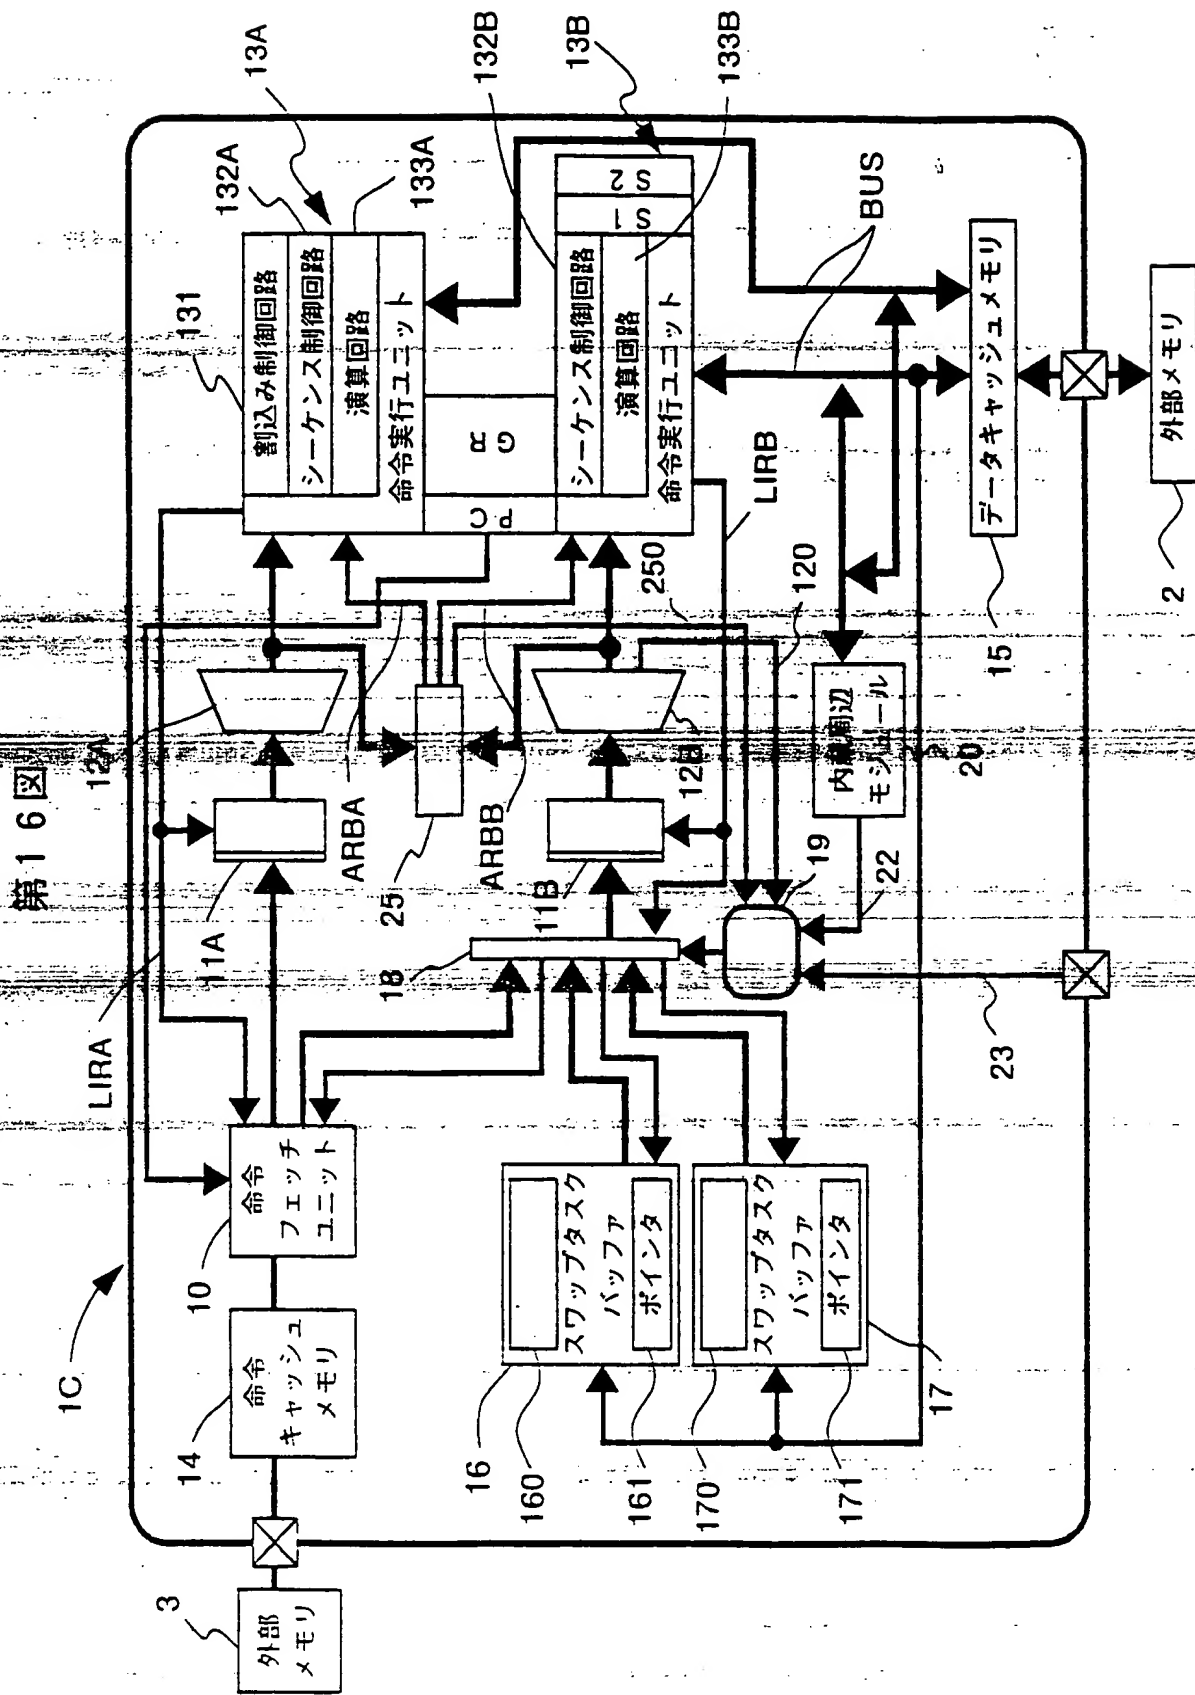 第16図
1C
3
外部
メモリ
14
命令
キャッシュ
メモリ
10
命令
フェッチ
ユニット
LIRA
11A
12A
131
132A
13A
133A
割込み制御回路
シーケンス制御回路
演算回路
命令実行ユニット
ARBA
25
ARBB
PC
GR
132B
13B
133B
シーケンス制御回路
演算回路
命令実行ユニット
S1
S2
18
11B
12B
250
LIRB
120
BUS
16
160
スワップタスク
バッファ
161
ポインタ
170
スワップタスク
バッファ
171
ポインタ
17
19
22
23
内蔵周辺
モジュール
20
データキャッシュメモリ
15
外部メモリ
2